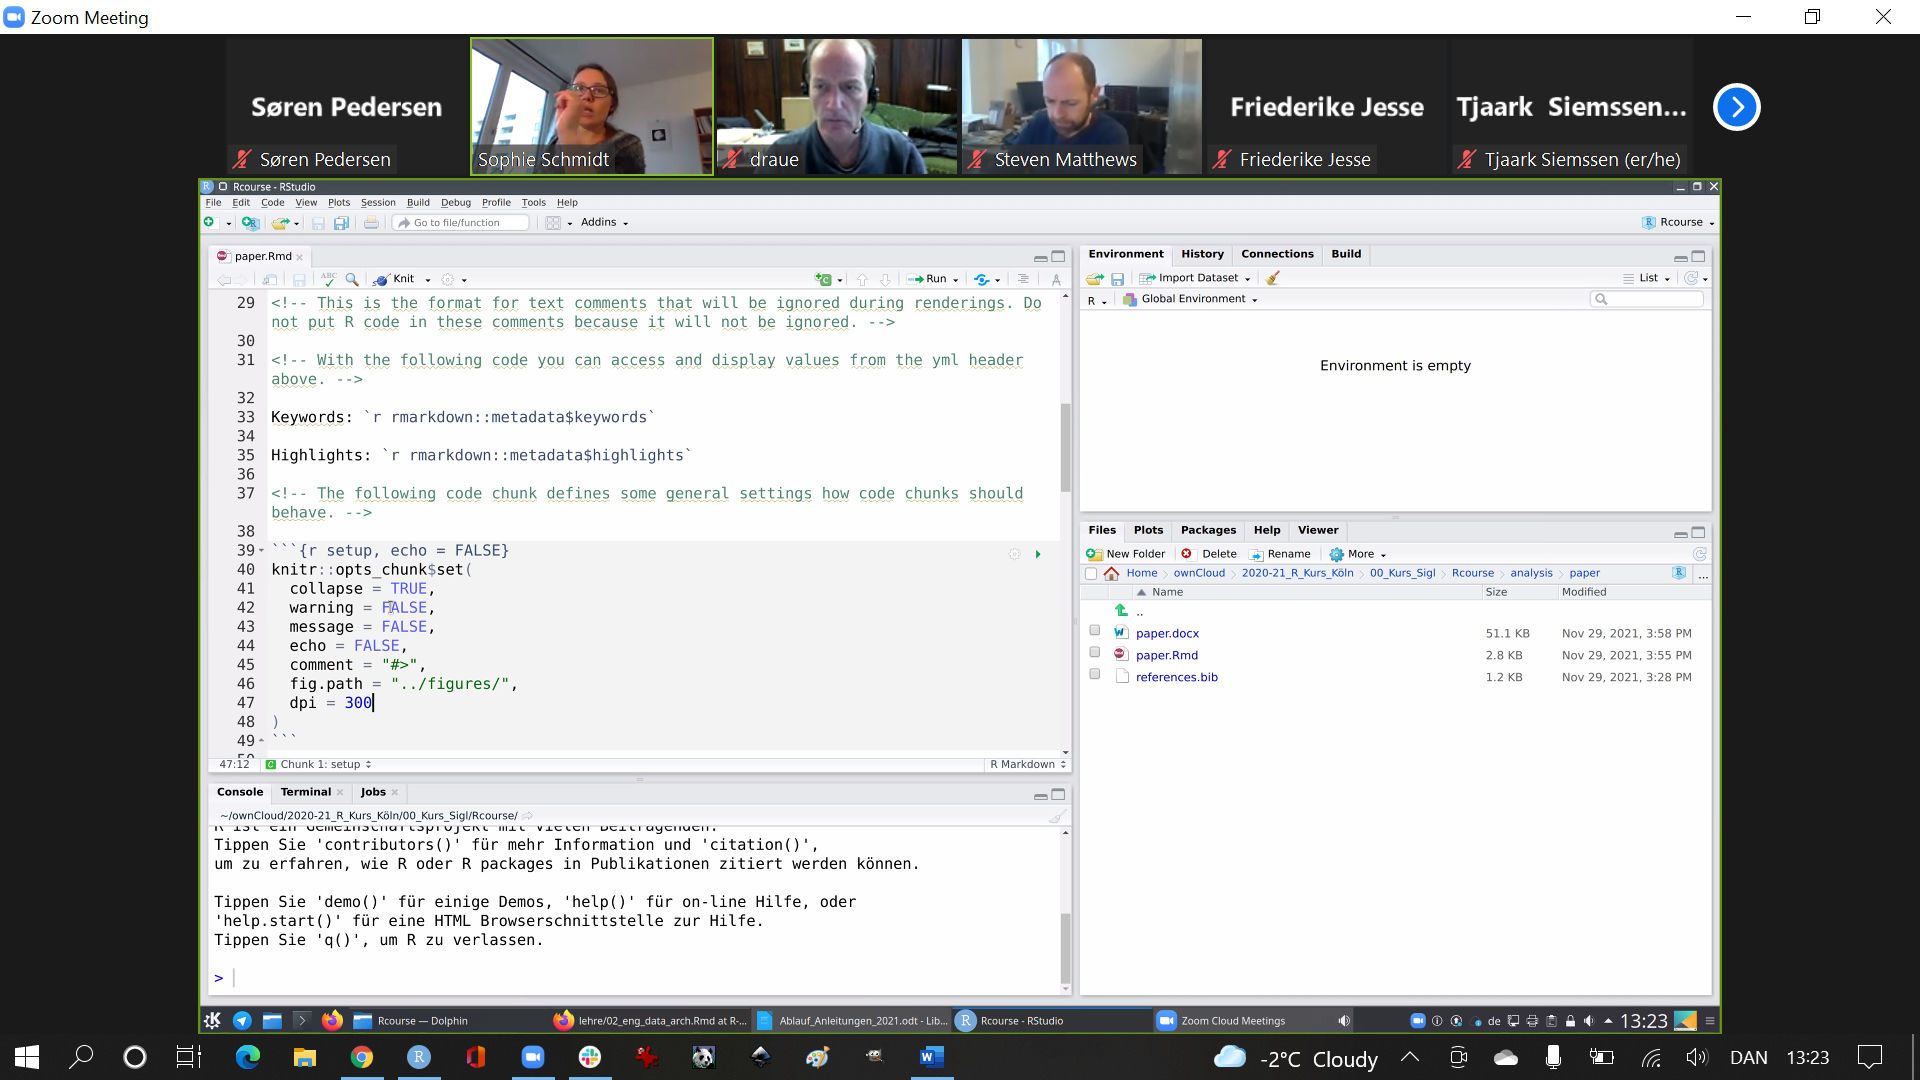 Zoom Meeting
Søren Pedersen
Friederike Jesse
Tjaark Siemssen...
Søren Pedersen
Sophie Schmidt
draue
Steven Matthews
Friederike Jesse
Tjaark Siemssen (er/he)
Rcourse - RStudio
File Edit Code View Plots Session Build Debug Profile Tools Help
Go to file/function
Addins
Rcourse
paper.Rmd
ABC
Knit
Run
29 <!-- This is the format for text comments that will be ignored during renderings. Do
not put R code in these comments because it will not be ignored. -->
30
31 <!-- With the following code you can access and display values from the yml header
above. -->
32
33 Keywords: `r rmarkdown::metadata$keywords`
34
35 Highlights: `r rmarkdown::metadata$highlights`
36
37 <!-- The following code chunk defines some general settings how code chunks should
behave. -->
38
39 ```{r setup, echo = FALSE}
40 knitr::opts_chunk$set(
41 collapse = TRUE,
42 warning = FALSE,
43 message = FALSE,
44 echo = FALSE,
45 comment = "#>",
46 fig.path = "../figures/",
47 dpi = 300
48 )
49 ```
47:12 Chunk 1: setup R Markdown
Console Terminal Jobs
~/ownCloud/2020-21_R_Kurs_Köln/00_Kurs_Sigl/Rcourse/
R ist ein Gemeinschaftsprojekt mit vielen Beitragenden.
Tippen Sie 'contributors()' für mehr Information und 'citation()',
um zu erfahren, wie R oder R packages in Publikationen zitiert werden können.
Tippen Sie 'demo()' für einige Demos, 'help()' für on-line Hilfe, oder
'help.start()' für eine HTML Browserschnittstelle zur Hilfe.
Tippen Sie 'q()', um R zu verlassen.
>
Environment History Connections Build
Import Dataset
List
R Global Environment
Environment is empty
Files Plots Packages Help Viewer
New Folder Delete Rename More
Home ownCloud 2020-21_R_Kurs_Köln 00_Kurs_Sigl Rcourse analysis paper ...
Name Size Modified
..
paper.docx 51.1 KB Nov 29, 2021, 3:58 PM
paper.Rmd 2.8 KB Nov 29, 2021, 3:55 PM
references.bib 1.2 KB Nov 29, 2021, 3:28 PM
Rcourse — Dolphin
lehre/02_eng_data_arch.Rmd at R-...
Ablauf_Anleitungen_2021.odt - Lib...
Rcourse - RStudio
Zoom Cloud Meetings
de
13:23
-2°C Cloudy
DAN
13:23